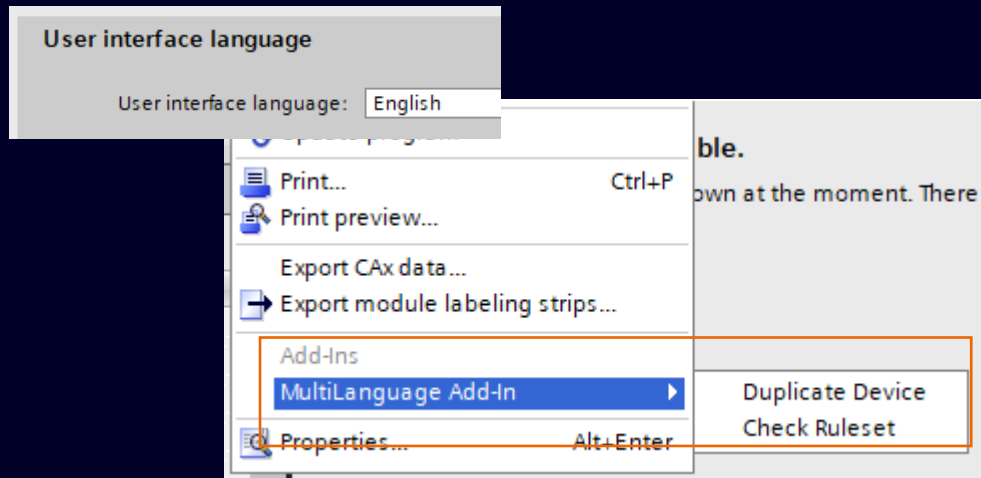 User interface language
User interface language: English
ble.
Print... Ctrl+P
own at the moment. There
Print preview...
Export CAx data...
Export module labeling strips...
Add-Ins
MultiLanguage Add-In
Duplicate Device
Check Ruleset
Properties... Alt+Enter